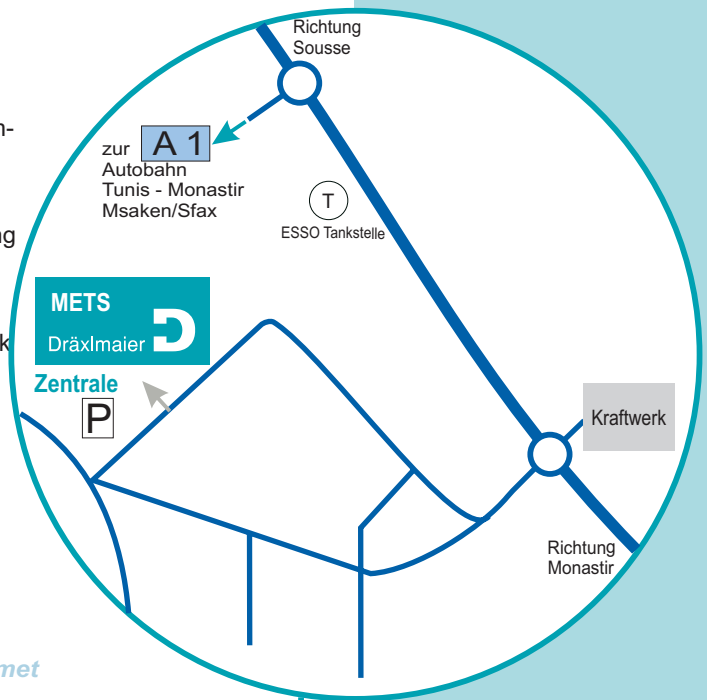 Richtung
Sousse
n-
zur A 1
Autobahn
Tunis - Monastir
Msaken/Sfax
T
ESSO Tankstelle
g
METS
Dräxlmaier
k
Zentrale
P
Kraftwerk
Richtung
Monastir
met